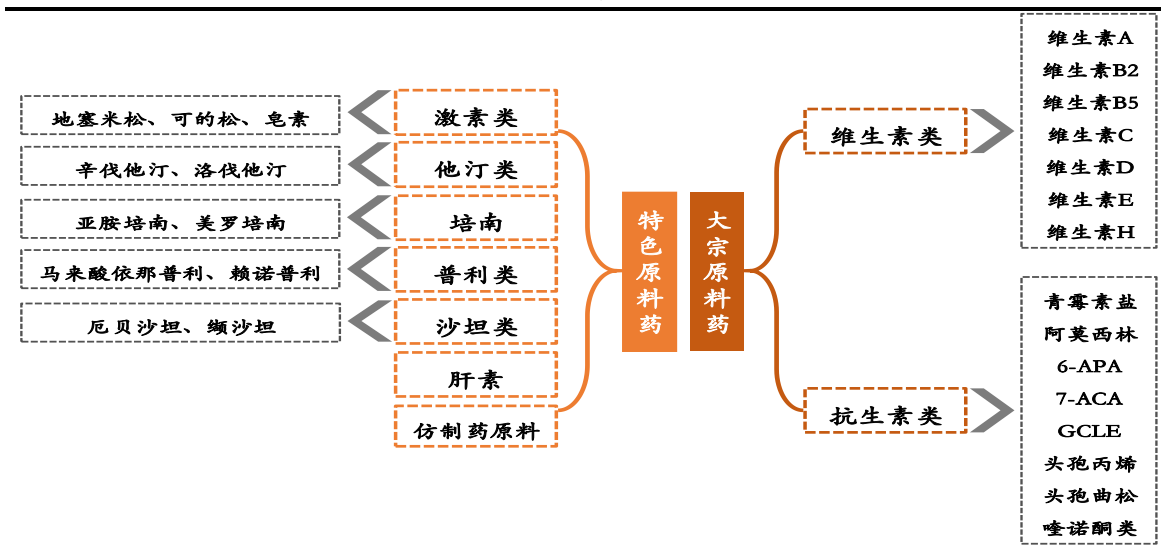 地塞米松、可的松、皂素
激素类
辛伐他汀、洛伐他汀
他汀类
亚胺培南、美罗培南
培南
马来酸依那普利、赖诺普利
普利类
厄贝沙坦、缬沙坦
沙坦类
肝素
仿制药原料
特色原料药
大宗原料药
维生素类
维生素A
维生素B2
维生素B5
维生素C
维生素D
维生素E
维生素H
抗生素类
青霉素盐
阿莫西林
6-APA
7-ACA
GCLE
头孢丙烯
头孢曲松
喹诺酮类